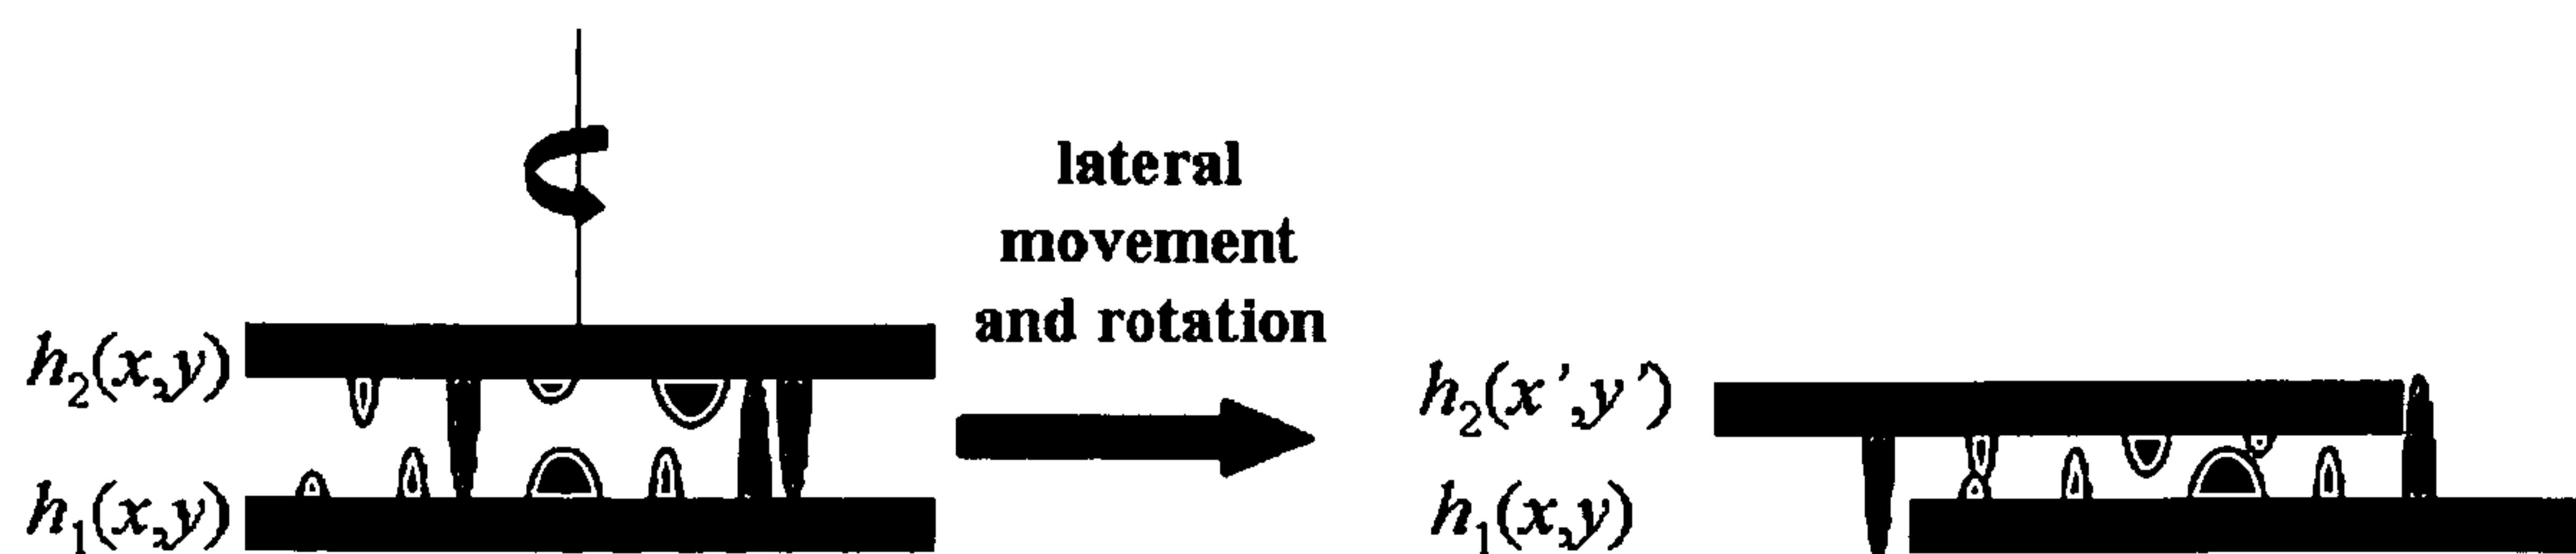 lateral
movement
and rotation
h₂(x,y)
h₁(x,y)
h₂(x',y')
h₁(x,y)